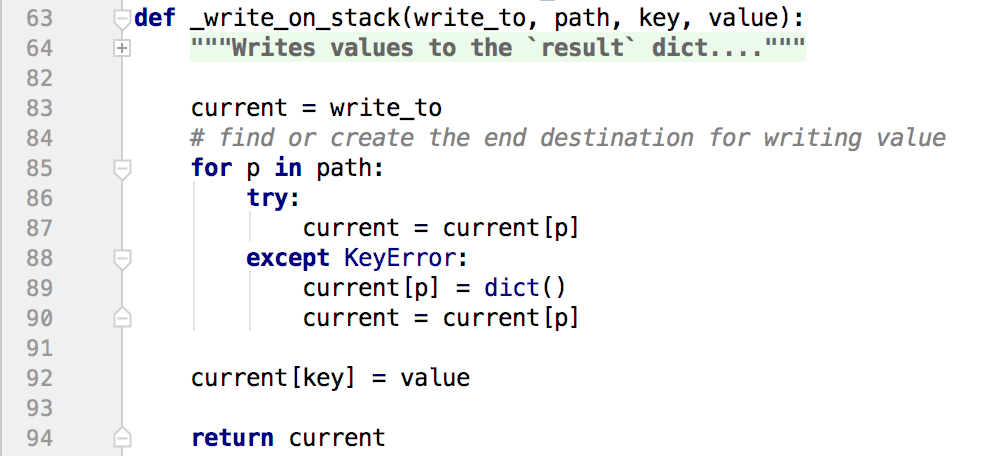 63 def _write_on_stack(write_to, path, key, value):
64 """Writes values to the `result` dict...."""
82
83 current = write_to
84 # find or create the end destination for writing value
85 for p in path:
86 try:
87 current = current[p]
88 except KeyError:
89 current[p] = dict()
90 current = current[p]
91
92 current[key] = value
93
94 return current